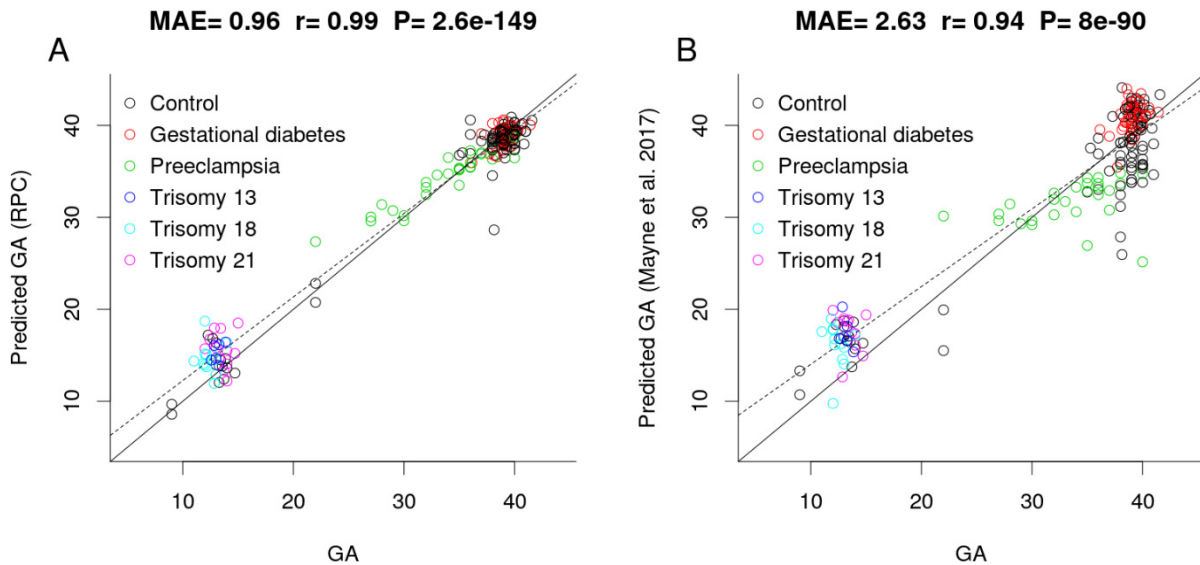 MAE= 0.96 r= 0.99 P= 2.6e-149
A
Control
Gestational diabetes
Preeclampsia
Trisomy 13
Trisomy 18
Trisomy 21
Predicted GA (RPC)
40
30
20
10
10 20 30 40
GA
MAE= 2.63 r= 0.94 P= 8e-90
B
Control
Gestational diabetes
Preeclampsia
Trisomy 13
Trisomy 18
Trisomy 21
Predicted GA (Mayne et al. 2017)
40
30
20
10
10 20 30 40
GA